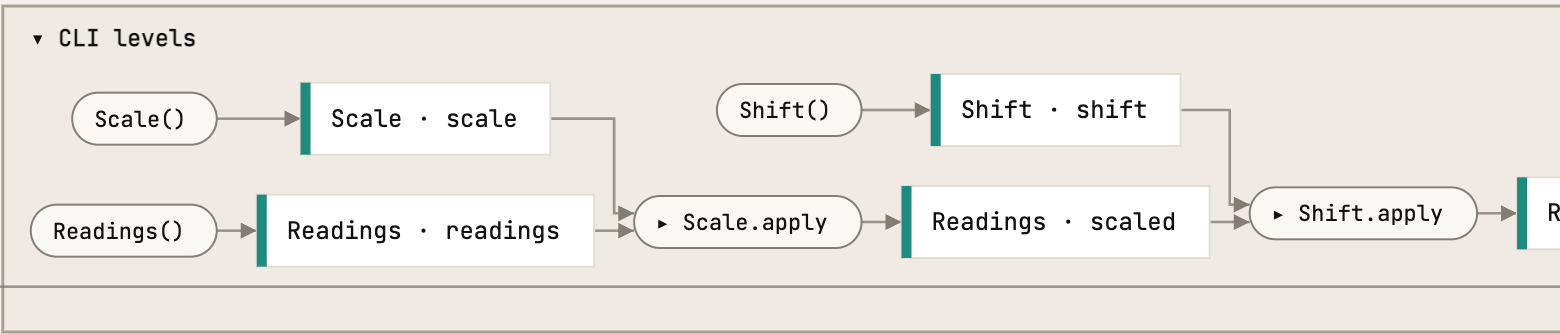 ▾ CLI levels
Scale()
Scale · scale
Shift()
Shift · shift
Readings()
Readings · readings
▸ Scale.apply
Readings · scaled
▸ Shift.apply
R